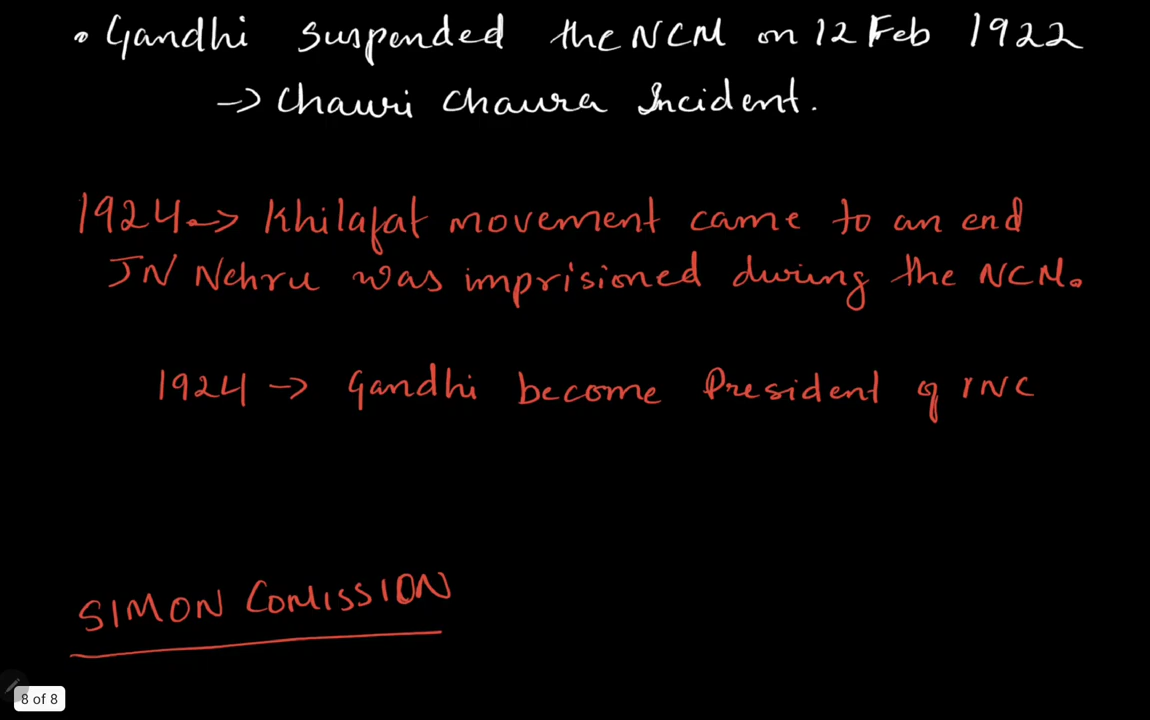 • Gandhi suspended the NCM on 12 Feb 1922
→ Chauri Chaura Incident.
1924 → Khilafat movement came to an end
JN Nehru was imprisioned during the NCM.
1924 → Gandhi become President of INC
SIMON COMISSION
8 of 8